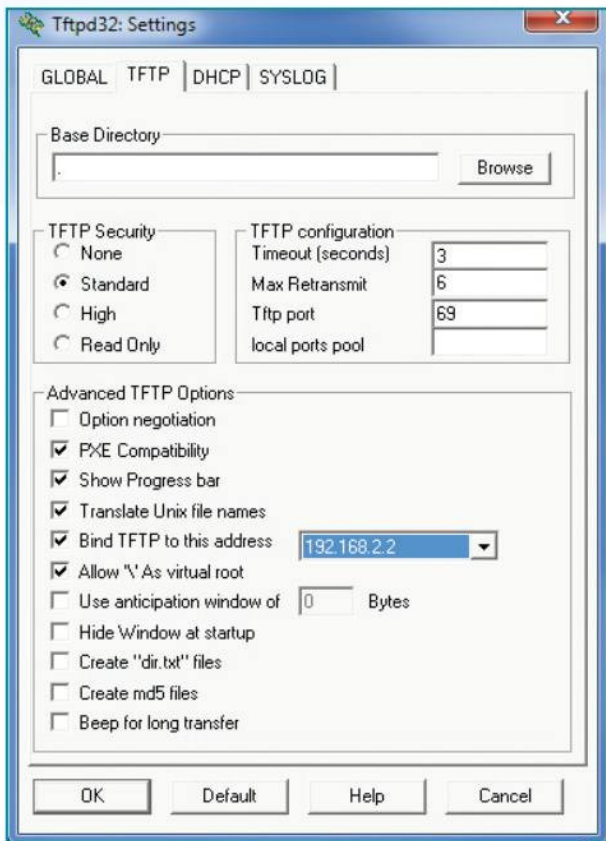 Tftpd32: Settings
GLOBAL TFTP DHCP SYSLOG
Base Directory
. Browse
TFTP Security
None
Standard
High
Read Only
TFTP configuration
Timeout (seconds) 3
Max Retransmit 6
Tftp port 69
local ports pool
Advanced TFTP Options
Option negotiation
PXE Compatibility
Show Progress bar
Translate Unix file names
Bind TFTP to this address 192.168.2.2
Allow '\' As virtual root
Use anticipation window of 0 Bytes
Hide Window at startup
Create "dir.txt" files
Create md5 files
Beep for long transfer
OK Default Help Cancel